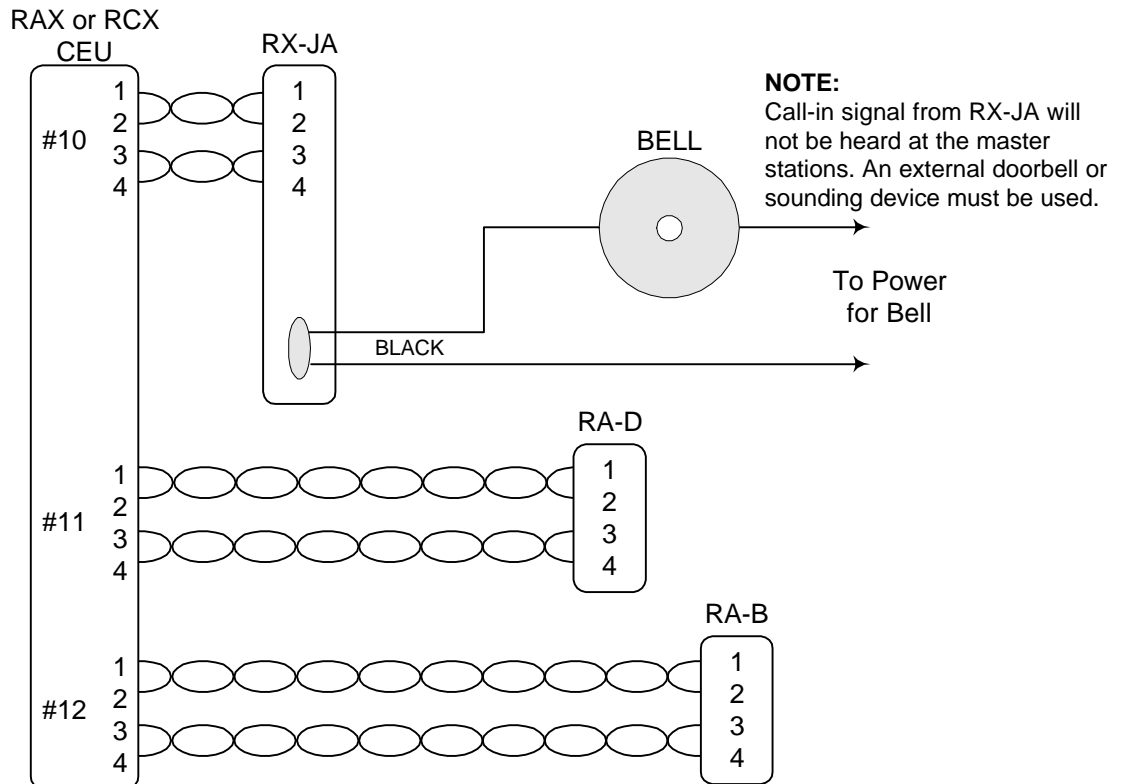 RAX or RCX
CEU
RX-JA
NOTE:
Call-in signal from RX-JA will
not be heard at the master
stations. An external doorbell or
sounding device must be used.
BELL
#10
1
2
3
4
1
2
3
4
To Power
for Bell
BLACK
RA-D
#11
1
2
3
4
1
2
3
4
RA-B
#12
1
2
3
4
1
2
3
4